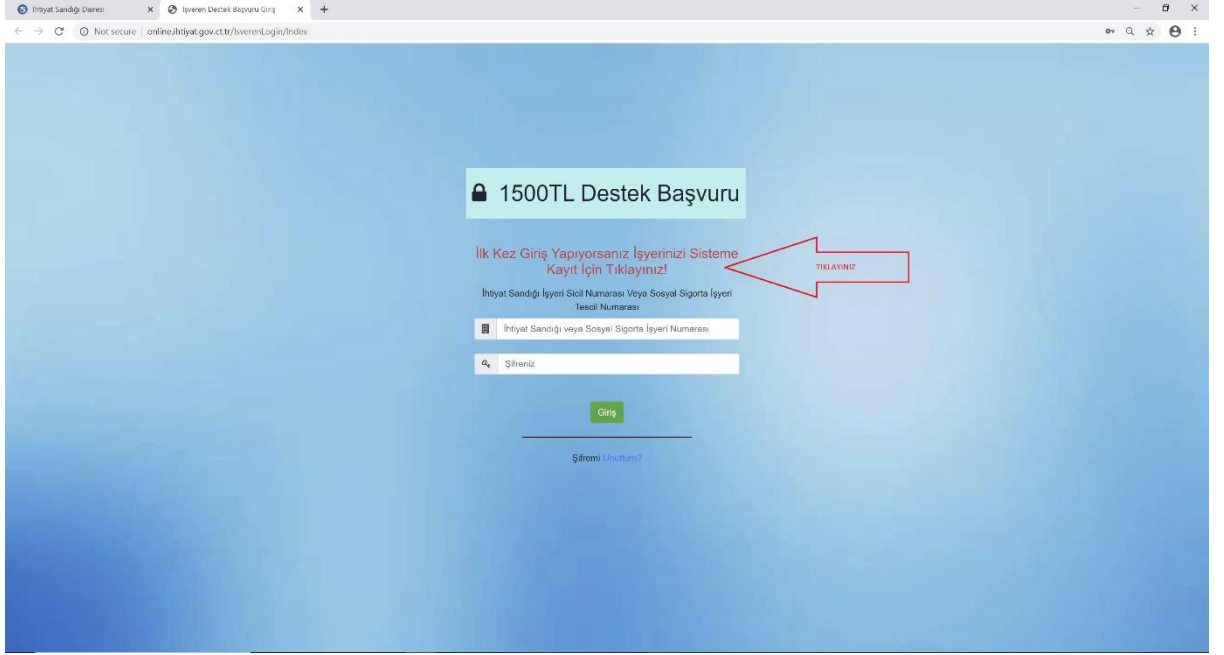 İhtiyat Sandığı Dairesi
İşveren Destek Başvuru Giriş
Not secure
online.ihtiyat.gov.ct.tr/IsverenLogin/Index
1500TL Destek Başvuru
İlk Kez Giriş Yapıyorsanız İşyerinizi Sisteme
Kayıt İçin Tıklayınız!
TIKLAYINIZ
İhtiyat Sandığı İşyeri Sicil Numarası Veya Sosyal Sigorta İşyeri
Tescil Numarası
İhtiyat Sandığı veya Sosyal Sigorta İşyeri Numarası
Şifreniz
Giriş
Şifremi Unuttum?